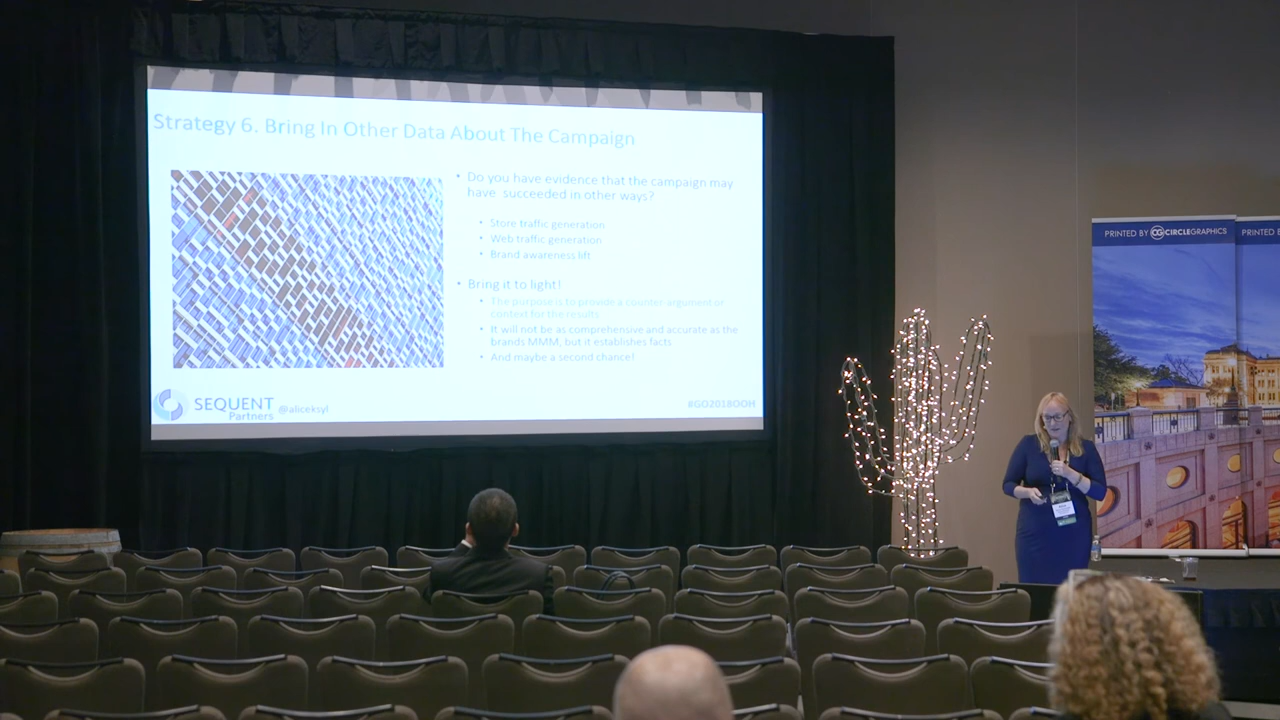 Strategy 6. Bring In Other Data About The Campaign
• Do you have evidence that the campaign may
have succeeded in other ways?
• Store traffic generation
• Web traffic generation
• Brand awareness lift
• Bring it to light!
• The purpose is to provide a counter-argument or
context for the results
• It will not be as comprehensive and accurate as the
brands MMM, but it establishes facts
• And maybe a second chance!
SEQUENT
Partners
@aliceksyl
#GO2018OOH
PRINTED BY CG CIRCLEGRAPHICS
PRINTED B